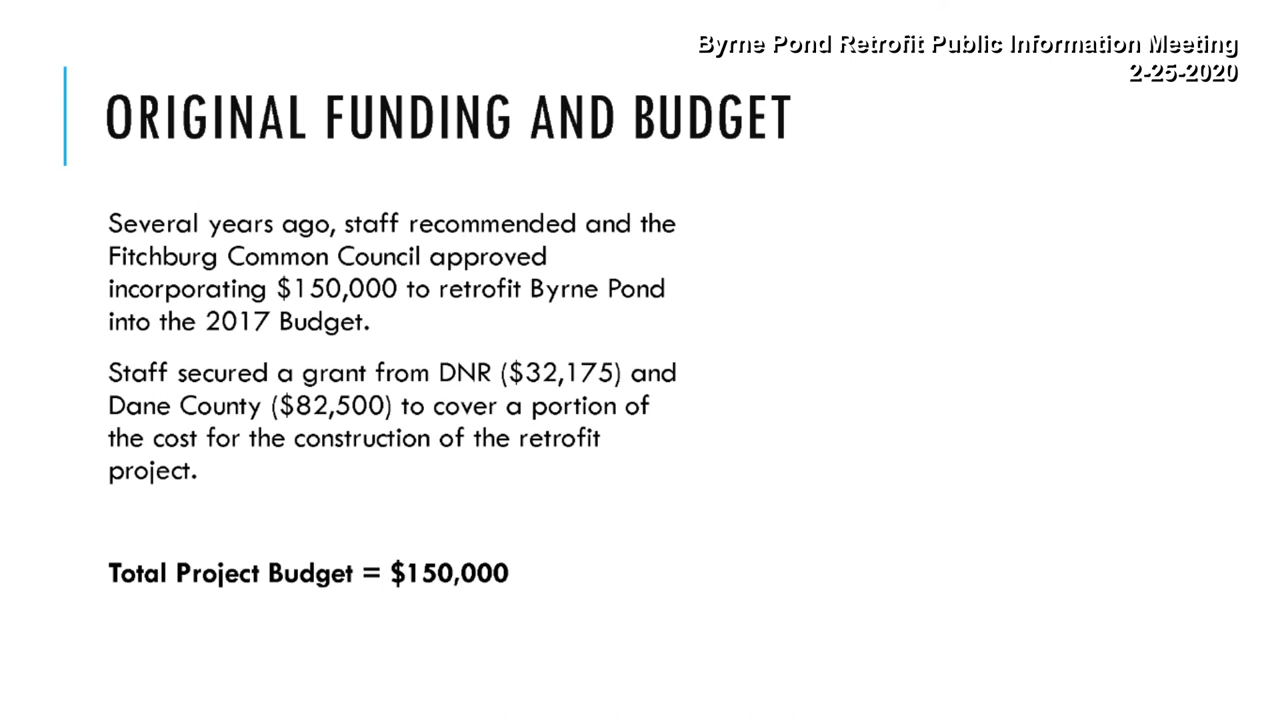 Byrne Pond Retrofit Public Information Meeting
2-25-2020
ORIGINAL FUNDING AND BUDGET
Several years ago, staff recommended and the
Fitchburg Common Council approved
incorporating $150,000 to retrofit Byrne Pond
into the 2017 Budget.
Staff secured a grant from DNR ($32,175) and
Dane County ($82,500) to cover a portion of
the cost for the construction of the retrofit
project.
Total Project Budget = $150,000